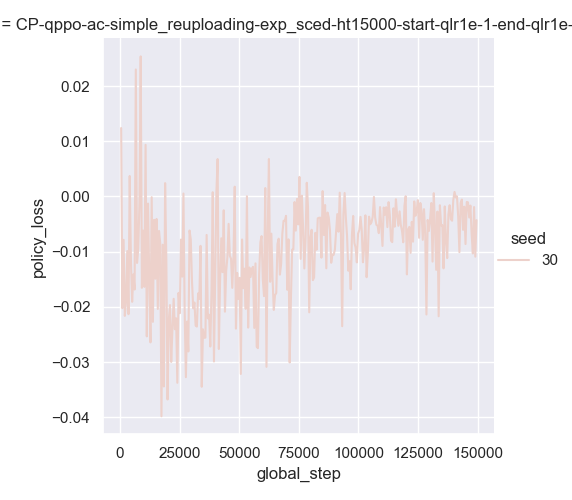 = CP-qppo-ac-simple_reuploading-exp_sced-ht15000-start-qlr1e-1-end-qlr1e-
0.02
0.01
0.00
−0.01
−0.02
−0.03
−0.04
policy_loss
0 25000 50000 75000 100000 125000 150000
global_step
seed
30